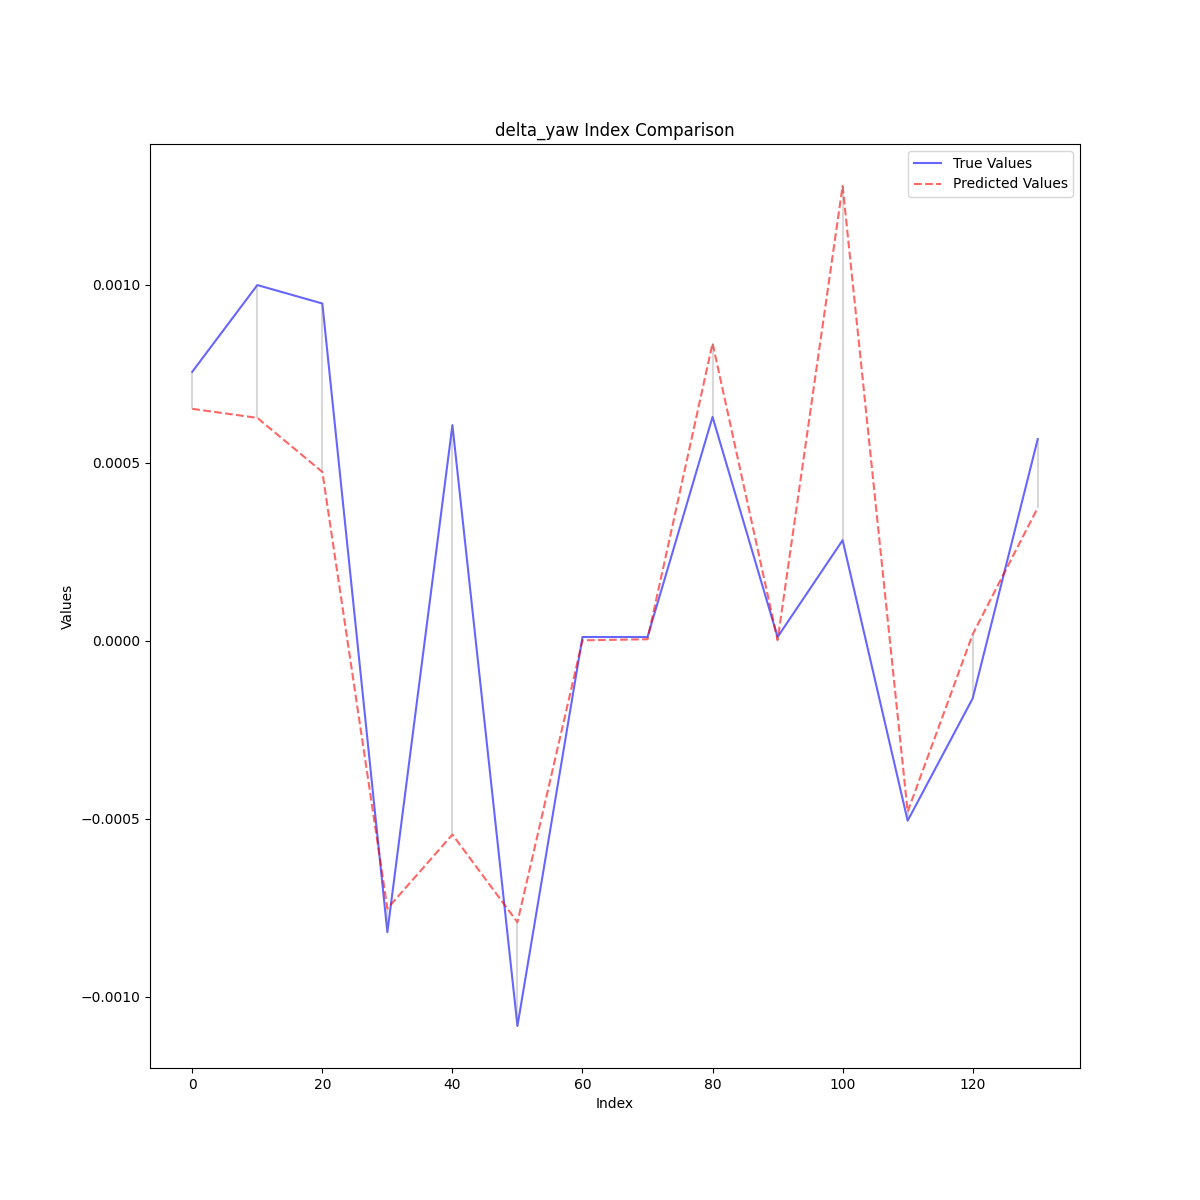 delta_yaw Index Comparison
True Values
Predicted Values
0.0010
0.0005
0.0000
−0.0005
−0.0010
Values
0 20 40 60 80 100 120
Index